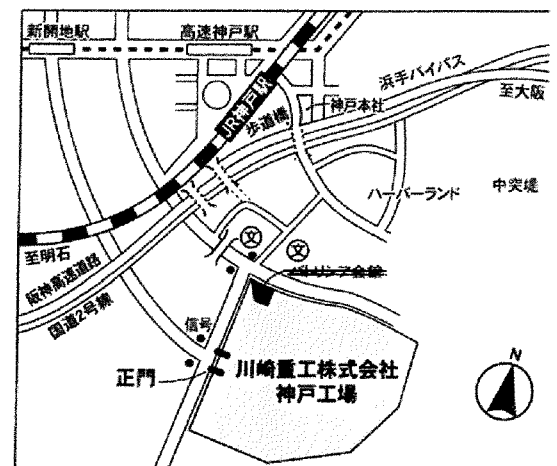 新開地駅
高速神戸駅
浜手バイパス
至大阪
JR神戸駅
神戸本社
歩道橋
ハーバーランド
中突堤
文
文
至明石
阪神高速道路
国道2号線
信号
正門
川崎重工株式会社
神戸工場
N